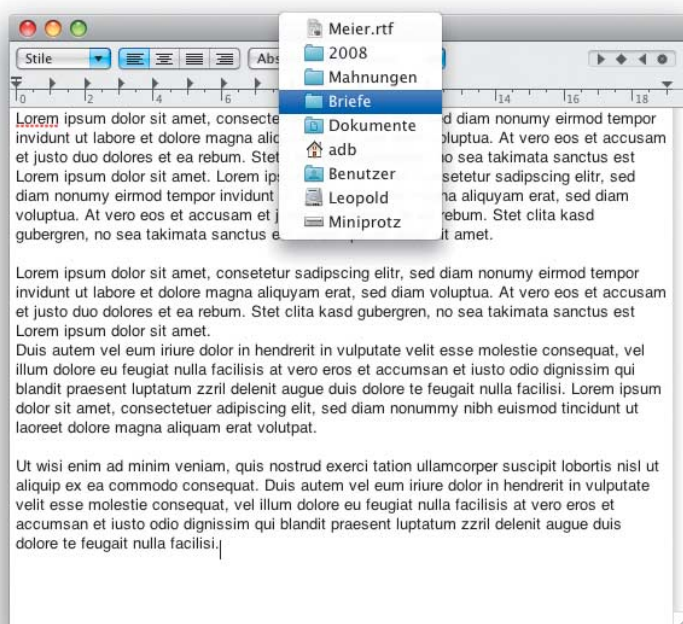 Meier.rtf
2008
Mahnungen
Briefe
Dokumente
adb
Benutzer
Leopold
Miniprotz
Stile Abs
0 2 4 6 14 16 18
Lorem ipsum dolor sit amet, consecte d diam nonumy eirmod tempor
invidunt ut labore et dolore magna aliq oluptua. At vero eos et accusam
et justo duo dolores et ea rebum. Stet no sea takimata sanctus est
Lorem ipsum dolor sit amet. Lorem ip setetur sadipscing elitr, sed
diam nonumy eirmod tempor invidunt na aliquyam erat, sed diam
voluptua. At vero eos et accusam et j rebum. Stet clita kasd
gubergren, no sea takimata sanctus e it amet.
Lorem ipsum dolor sit amet, consetetur sadipscing elitr, sed diam nonumy eirmod tempor
invidunt ut labore et dolore magna aliquyam erat, sed diam voluptua. At vero eos et accusam
et justo duo dolores et ea rebum. Stet clita kasd gubergren, no sea takimata sanctus est
Lorem ipsum dolor sit amet.
Duis autem vel eum iriure dolor in hendrerit in vulputate velit esse molestie consequat, vel
illum dolore eu feugiat nulla facilisis at vero eros et accumsan et iusto odio dignissim qui
blandit praesent luptatum zzril delenit augue duis dolore te feugait nulla facilisi. Lorem ipsum
dolor sit amet, consectetuer adipiscing elit, sed diam nonummy nibh euismod tincidunt ut
laoreet dolore magna aliquam erat volutpat.
Ut wisi enim ad minim veniam, quis nostrud exerci tation ullamcorper suscipit lobortis nisl ut
aliquip ex ea commodo consequat. Duis autem vel eum iriure dolor in hendrerit in vulputate
velit esse molestie consequat, vel illum dolore eu feugiat nulla facilisis at vero eros et
accumsan et iusto odio dignissim qui blandit praesent luptatum zzril delenit augue duis
dolore te feugait nulla facilisi.